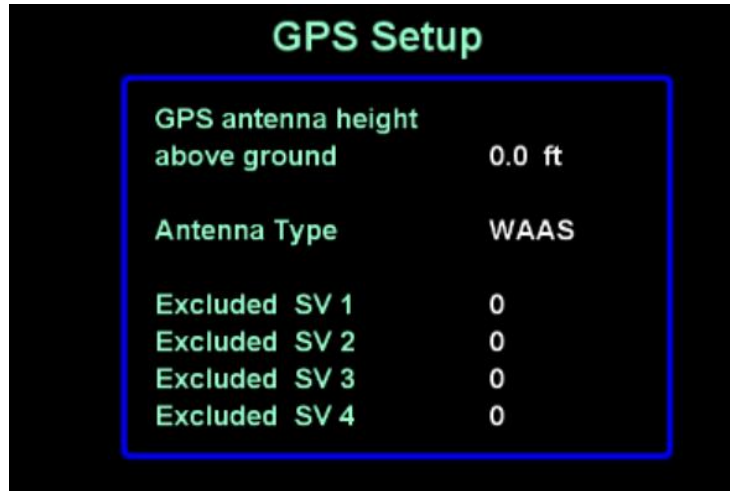 GPS Setup
GPS antenna height
above ground 0.0 ft
Antenna Type WAAS
Excluded SV 1 0
Excluded SV 2 0
Excluded SV 3 0
Excluded SV 4 0